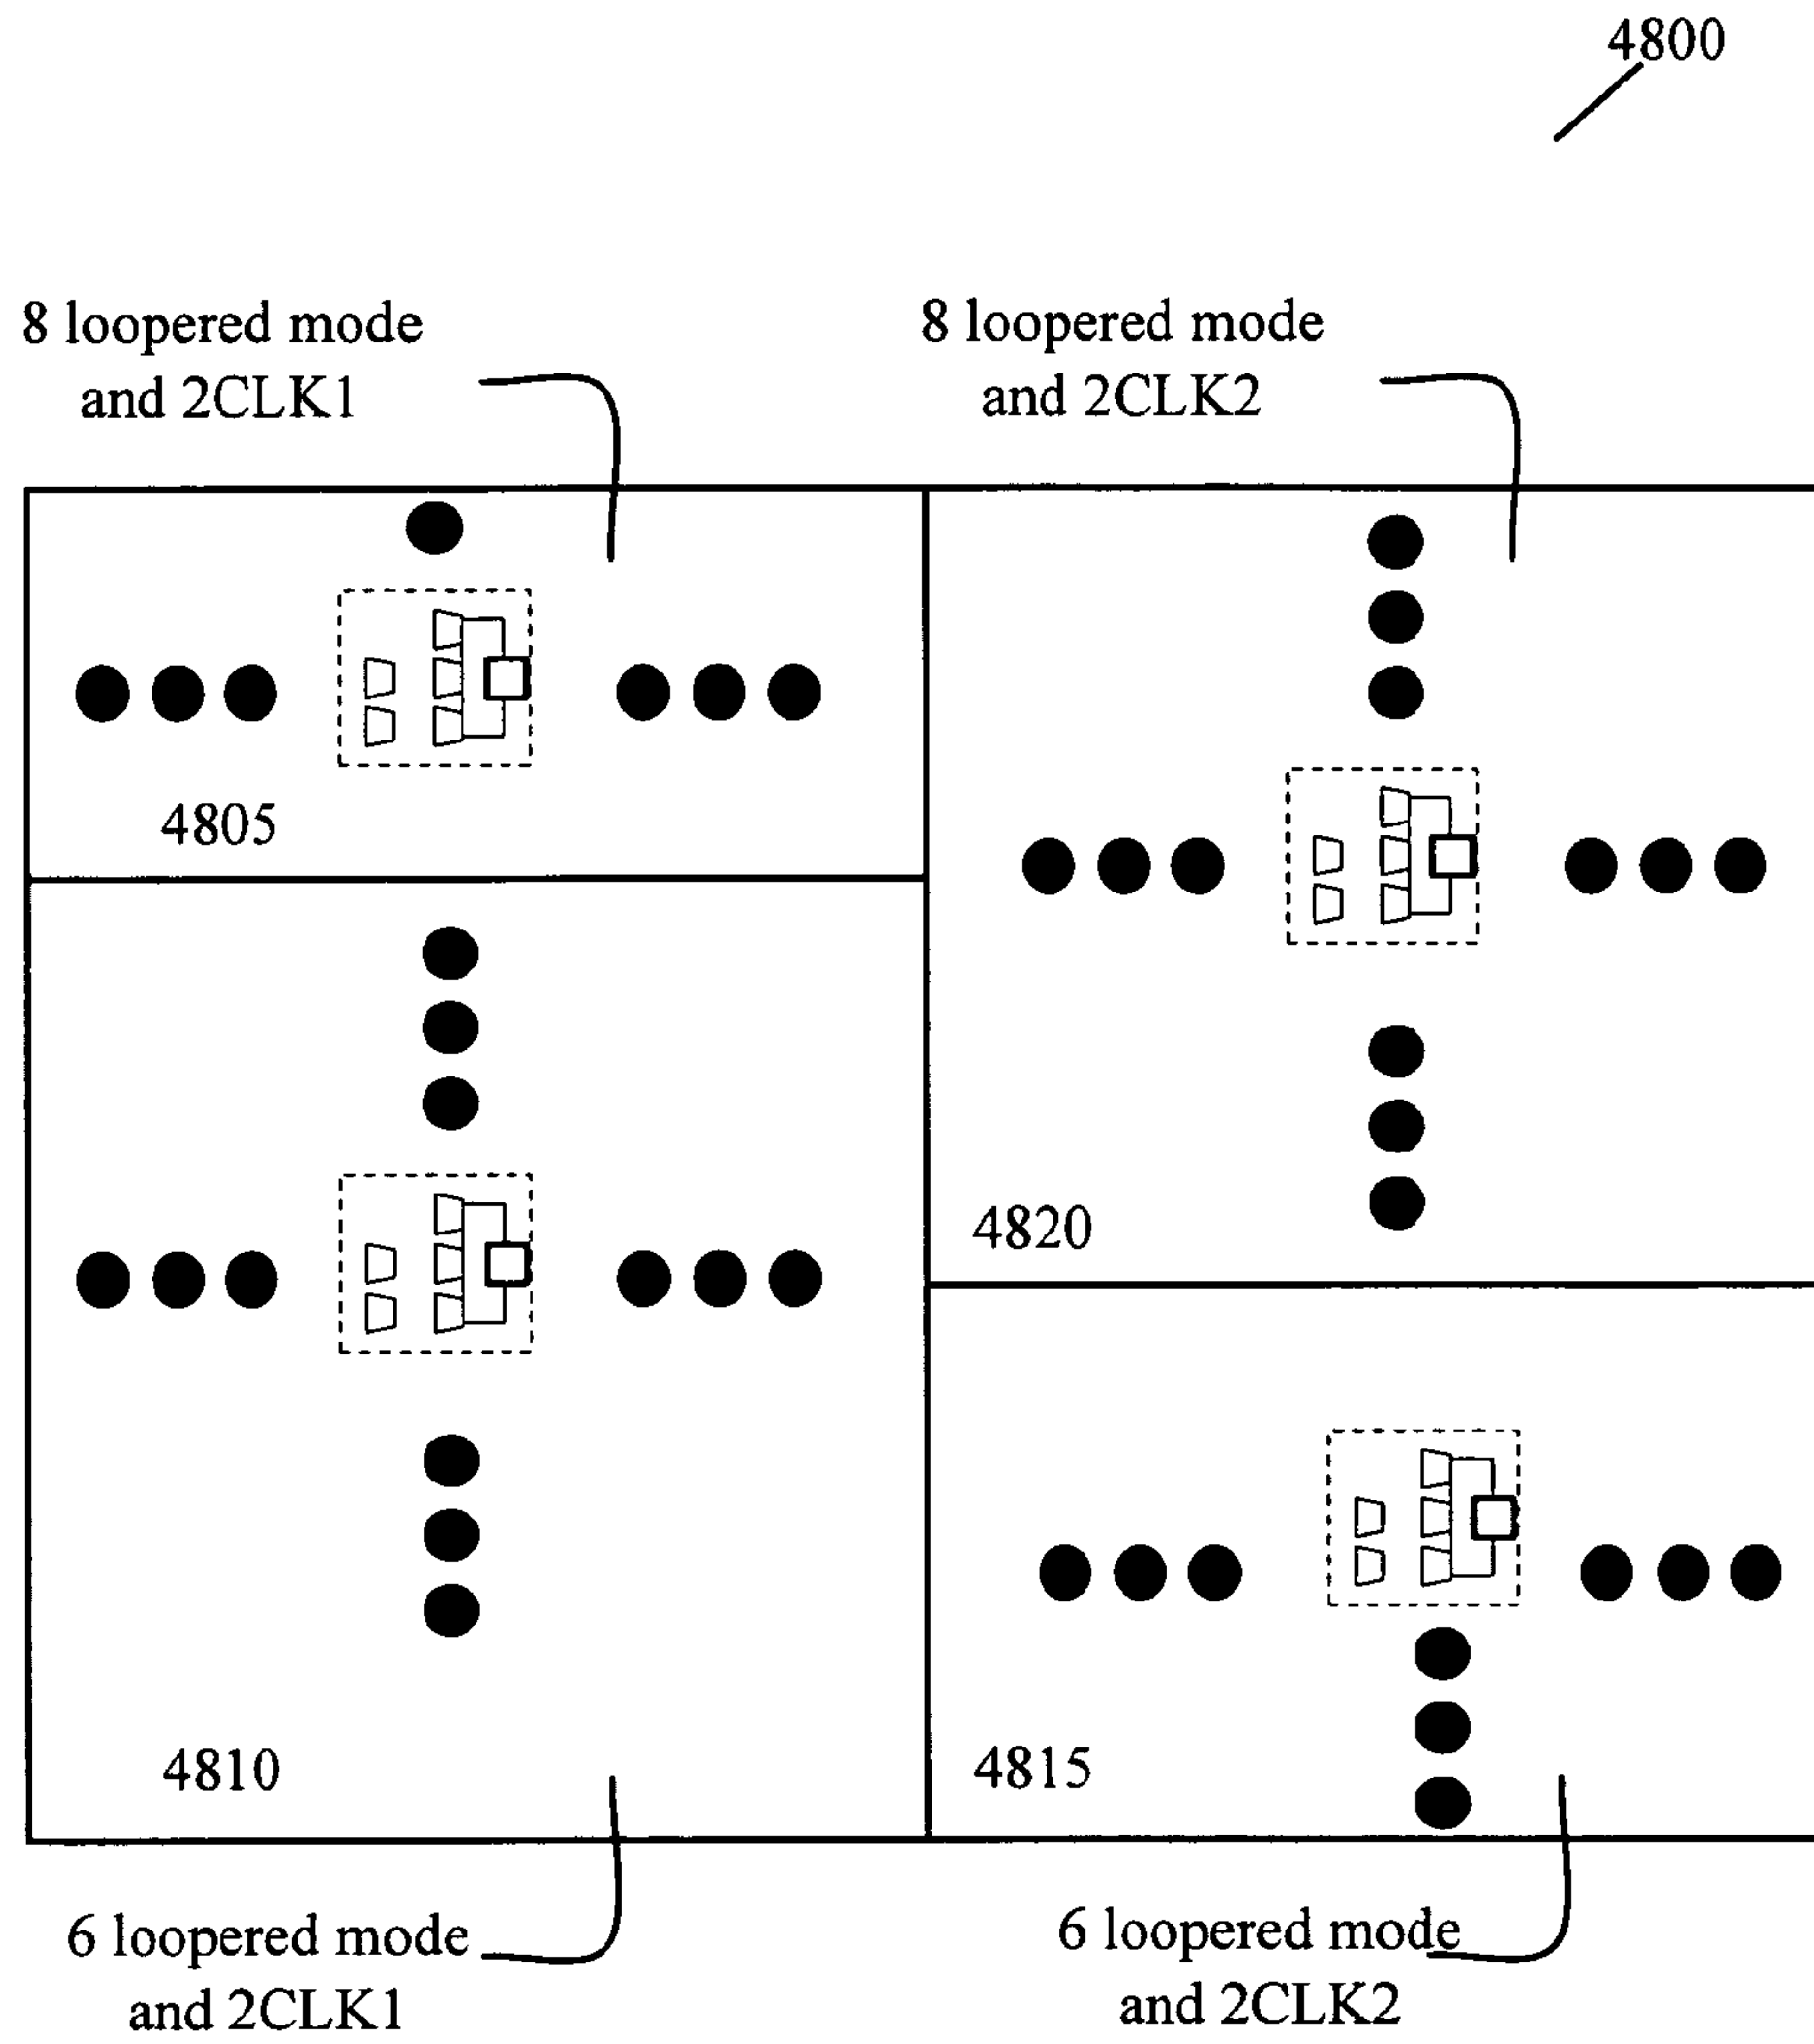 4800
8 loopered mode
and 2CLK1
8 loopered mode
and 2CLK2
4805
4820
4810
4815
6 loopered mode
and 2CLK1
6 loopered mode
and 2CLK2